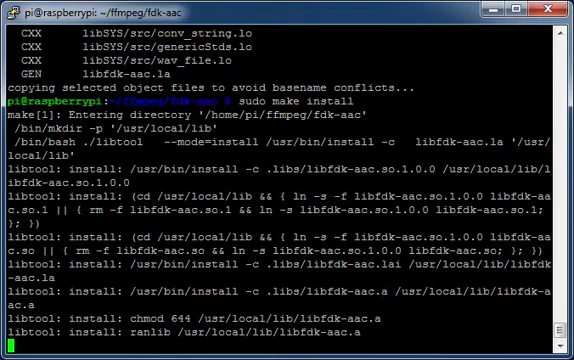 pi@raspberrypi: ~/ffmpeg/fdk-aac
CXX libSYS/src/conv_string.lo
CXX libSYS/src/genericStds.lo
CXX libSYS/src/wav_file.lo
GEN libfdk-aac.la
copying selected object files to avoid basename conflicts...
pi@raspberrypi:~/ffmpeg/fdk-aac $ sudo make install
make[1]: Entering directory '/home/pi/ffmpeg/fdk-aac'
/bin/mkdir -p '/usr/local/lib'
/bin/bash ./libtool --mode=install /usr/bin/install -c libfdk-aac.la '/usr/
local/lib'
libtool: install: /usr/bin/install -c .libs/libfdk-aac.so.1.0.0 /usr/local/lib/l
ibfdk-aac.so.1.0.0
libtool: install: (cd /usr/local/lib && { ln -s -f libfdk-aac.so.1.0.0 libfdk-aa
c.so.1 || { rm -f libfdk-aac.so.1 && ln -s libfdk-aac.so.1.0.0 libfdk-aac.so.1;
}; })
libtool: install: (cd /usr/local/lib && { ln -s -f libfdk-aac.so.1.0.0 libfdk-aa
c.so || { rm -f libfdk-aac.so && ln -s libfdk-aac.so.1.0.0 libfdk-aac.so; }; })
libtool: install: /usr/bin/install -c .libs/libfdk-aac.lai /usr/local/lib/libfdk
-aac.la
libtool: install: /usr/bin/install -c .libs/libfdk-aac.a /usr/local/lib/libfdk-a
ac.a
libtool: install: chmod 644 /usr/local/lib/libfdk-aac.a
libtool: install: ranlib /usr/local/lib/libfdk-aac.a